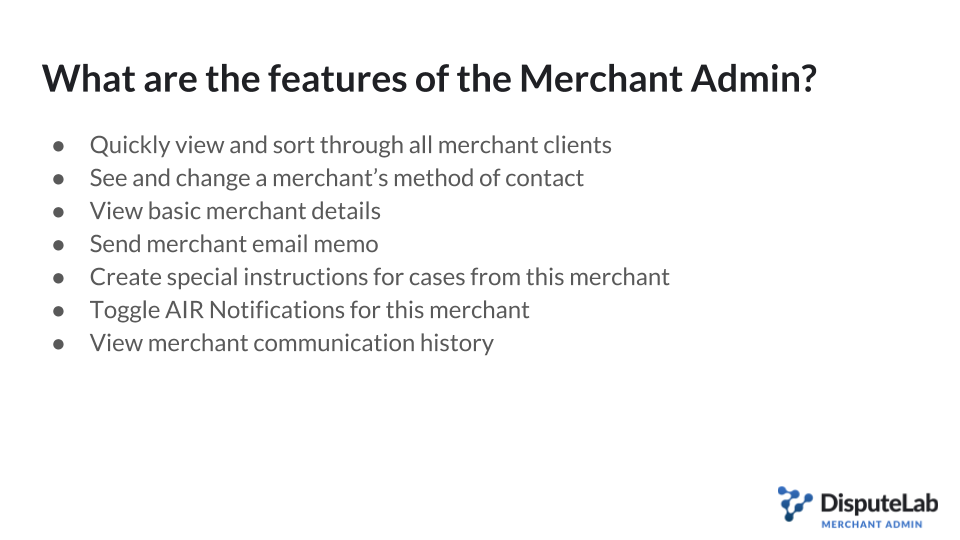 What are the features of the Merchant Admin?
● Quickly view and sort through all merchant clients
● See and change a merchant’s method of contact
● View basic merchant details
● Send merchant email memo
● Create special instructions for cases from this merchant
● Toggle AIR Notifications for this merchant
● View merchant communication history
DisputeLab
MERCHANT ADMIN